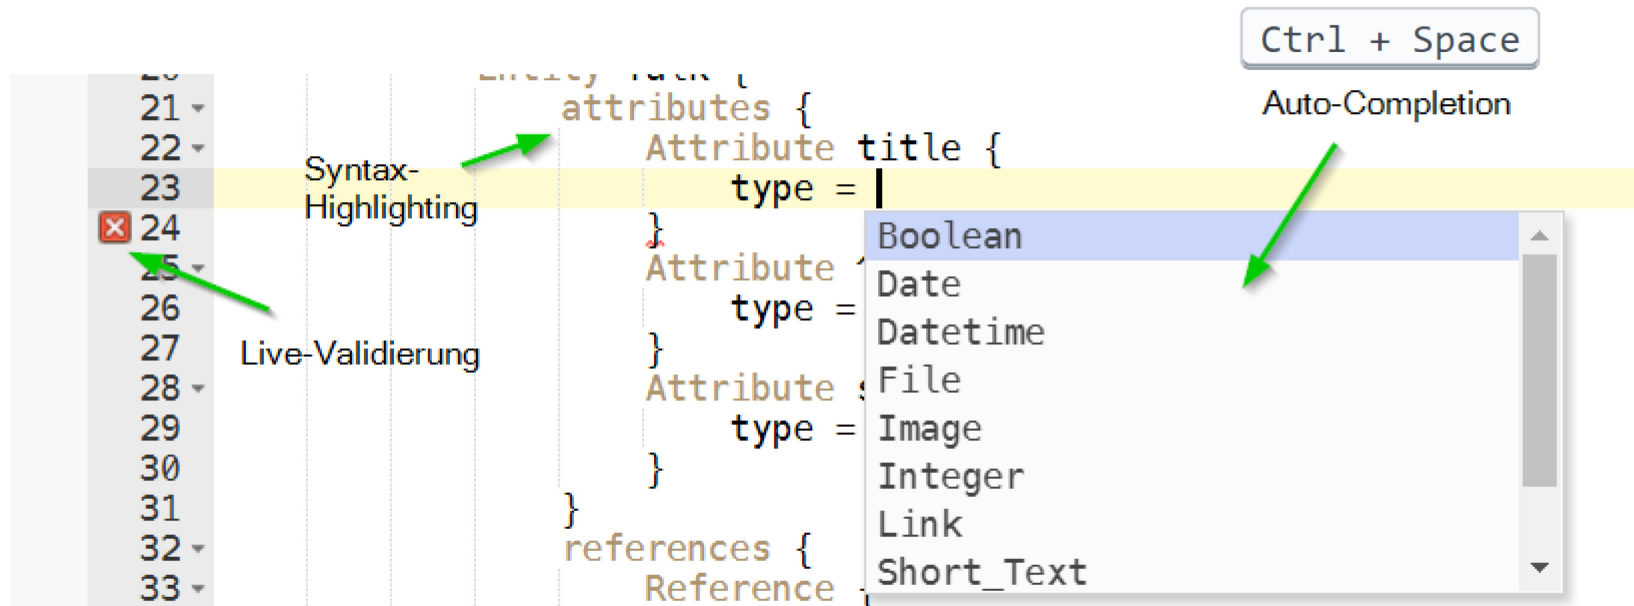 Ctrl + Space
Auto-Completion
21 attributes {
22 Attribute title {
23 type =
24 }
25 Attribute
26 type =
27 }
28 Attribute
29 type =
30 }
31 }
32 references {
33 Reference {
Syntax-
Highlighting
Live-Validierung
Boolean
Date
Datetime
File
Image
Integer
Link
Short_Text